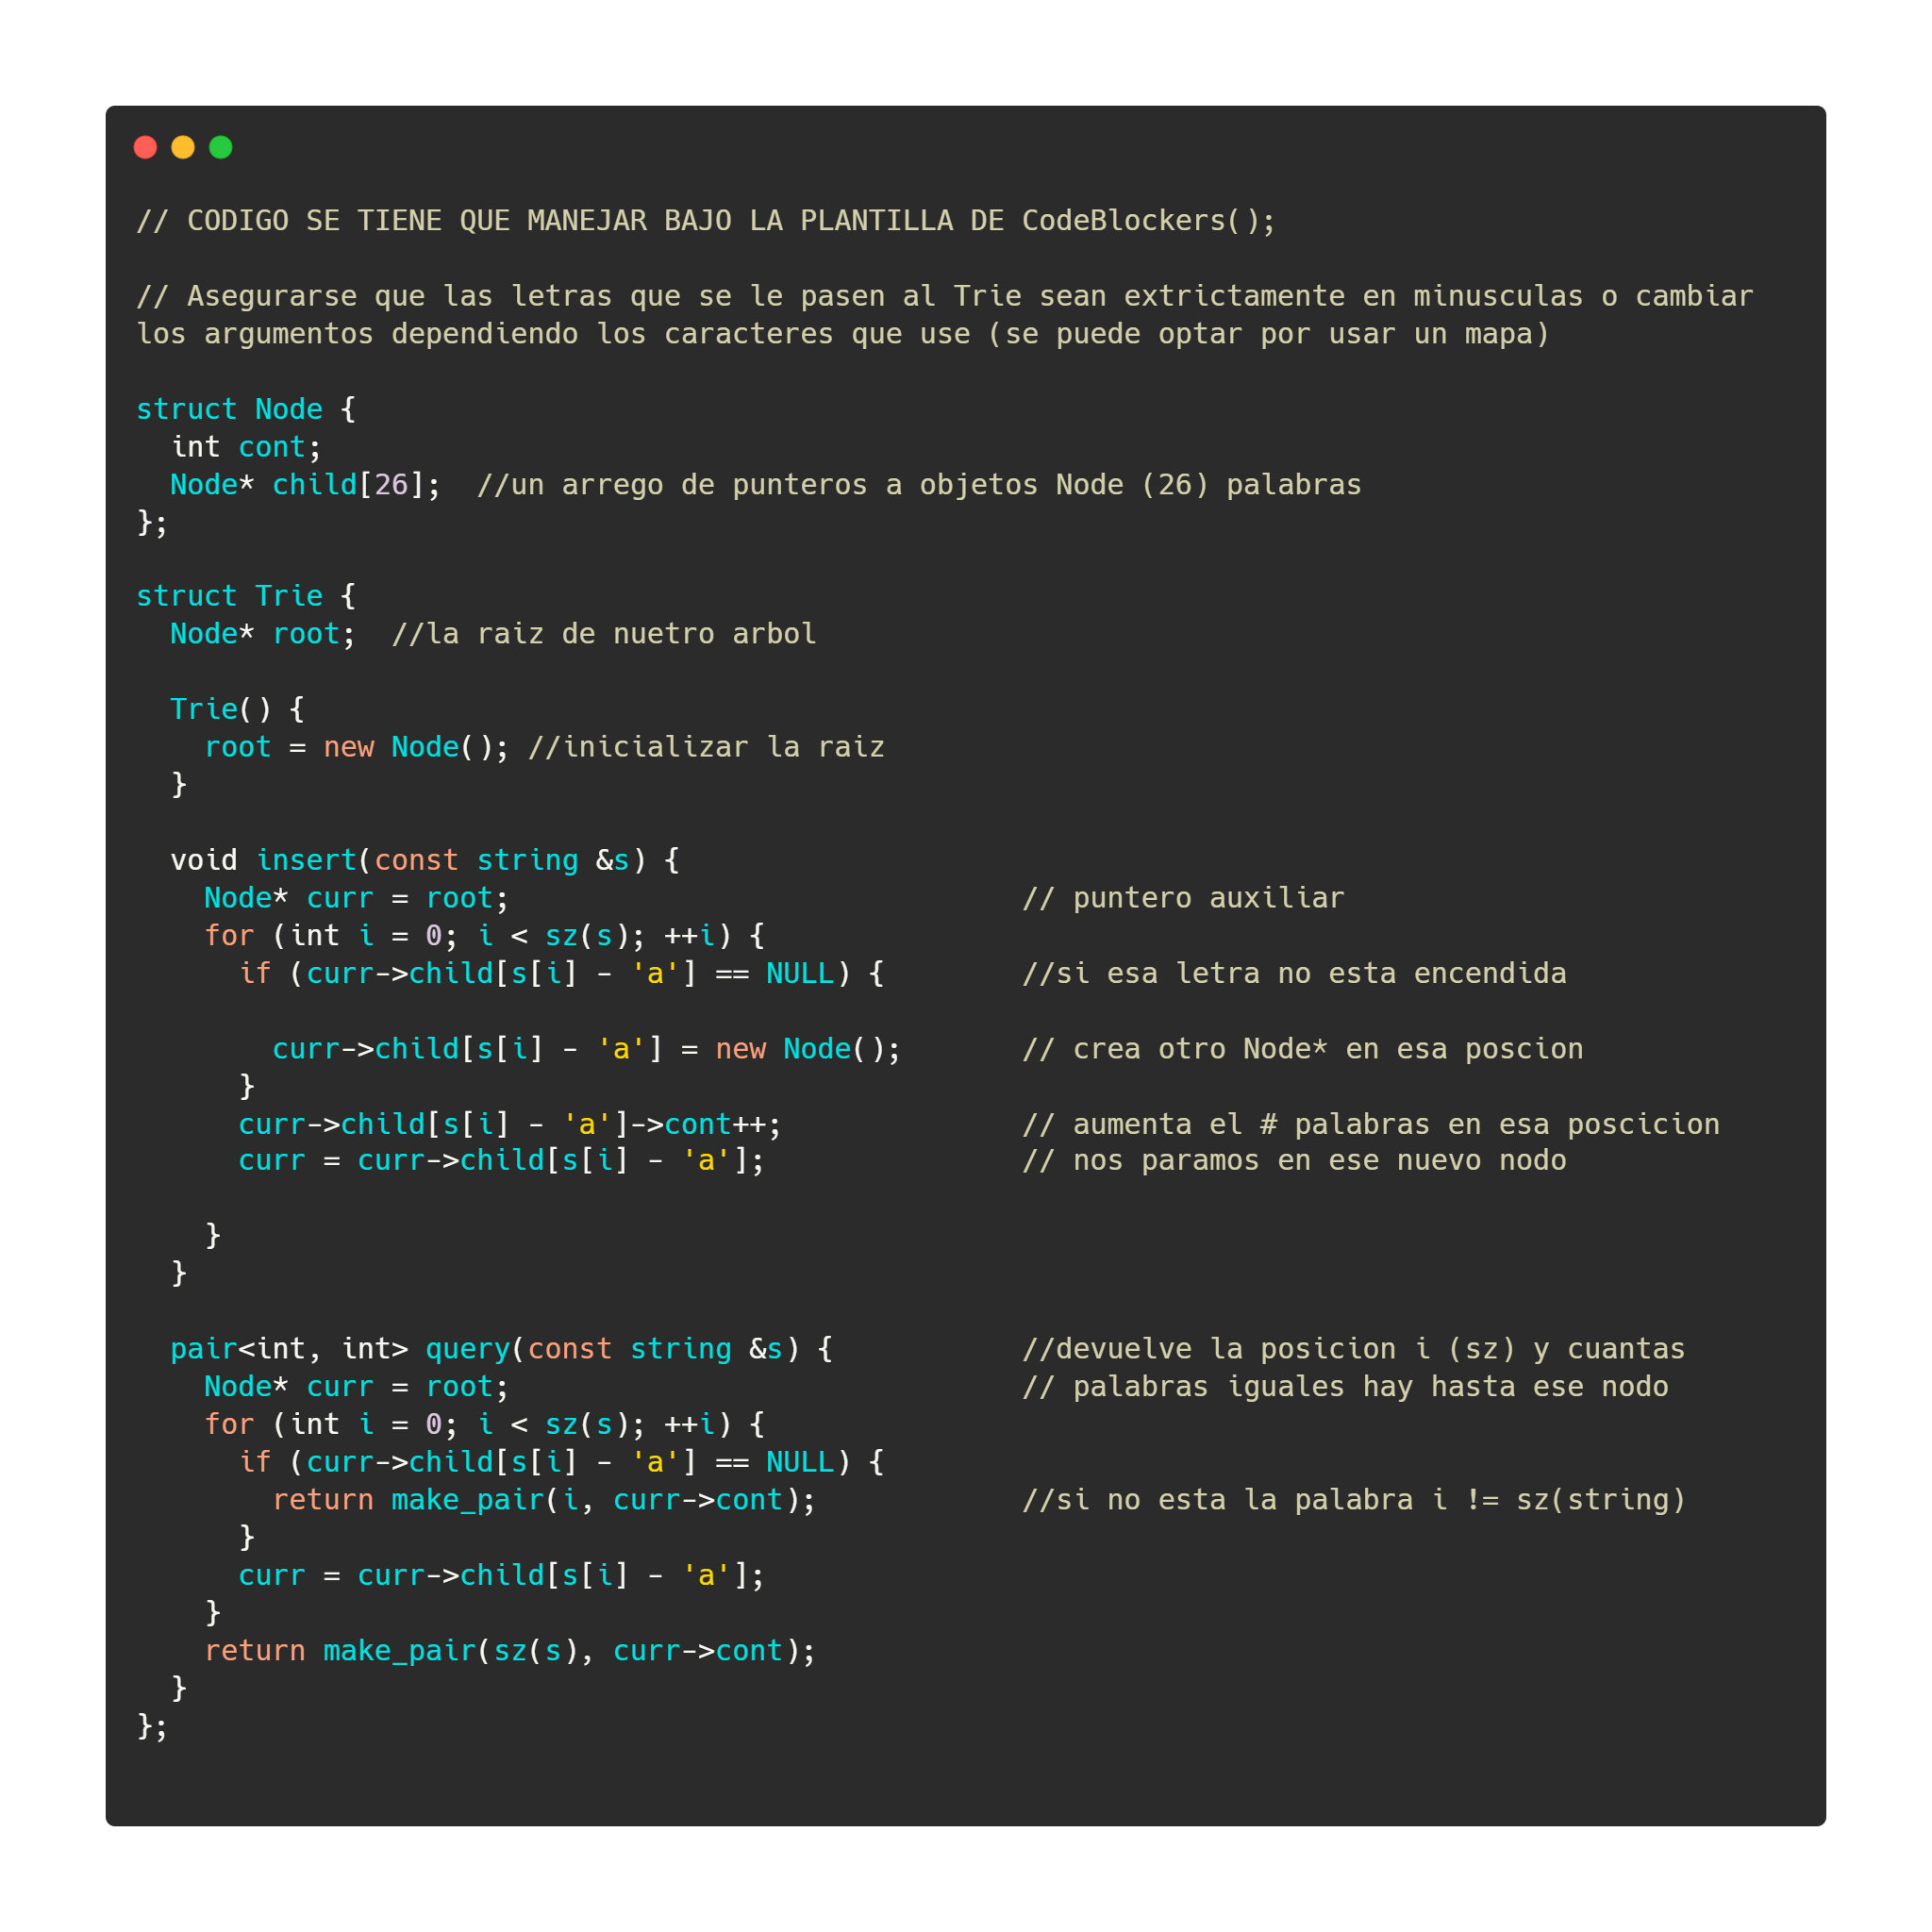 // CODIGO SE TIENE QUE MANEJAR BAJO LA PLANTILLA DE CodeBlockers();
// Asegurarse que las letras que se le pasen al Trie sean extrictamente en minusculas o cambiar
los argumentos dependiendo los caracteres que use (se puede optar por usar un mapa)
struct Node {
  int cont;
  Node* child[26];  //un arrego de punteros a objetos Node (26) palabras
};
struct Trie {
  Node* root;  //la raiz de nuetro arbol
  Trie() {
    root = new Node(); //inicializar la raiz
  }
  void insert(const string &s) {
    Node* curr = root;                              // puntero auxiliar
    for (int i = 0; i < sz(s); ++i) {
      if (curr->child[s[i] - 'a'] == NULL) {        //si esa letra no esta encendida
        curr->child[s[i] - 'a'] = new Node();       // crea otro Node* en esa poscion
      }
      curr->child[s[i] - 'a']->cont++;              // aumenta el # palabras en esa poscicion
      curr = curr->child[s[i] - 'a'];               // nos paramos en ese nuevo nodo
    }
  }
  pair<int, int> query(const string &s) {           //devuelve la posicion i (sz) y cuantas
    Node* curr = root;                              // palabras iguales hay hasta ese nodo
    for (int i = 0; i < sz(s); ++i) {
      if (curr->child[s[i] - 'a'] == NULL) {
        return make_pair(i, curr->cont);            //si no esta la palabra i != sz(string)
      }
      curr = curr->child[s[i] - 'a'];
    }
    return make_pair(sz(s), curr->cont);
  }
};